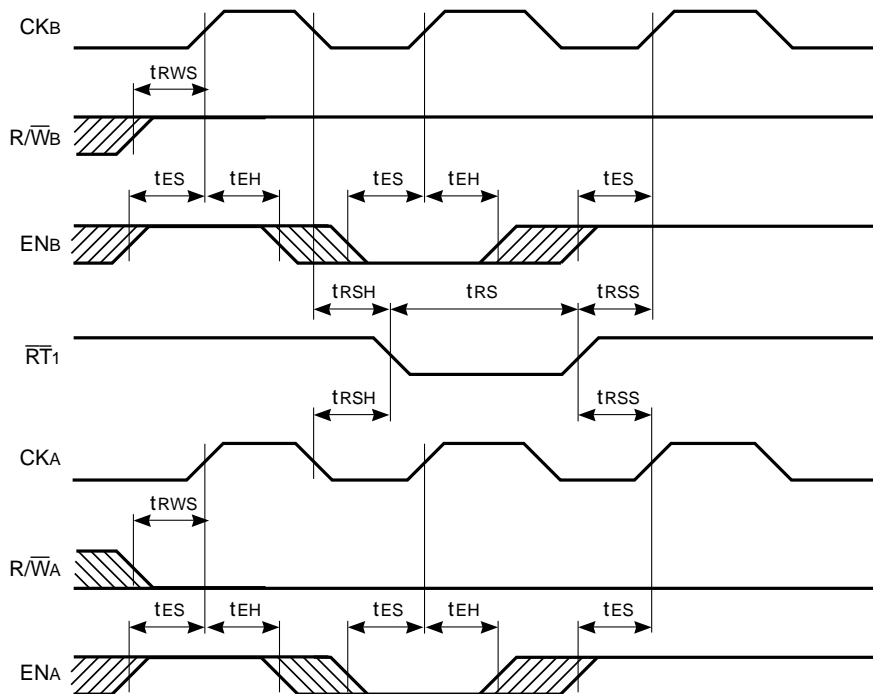 CKB
tRWS
R/W̅B
tES tEH tES tEH tES
ENB
tRSH tRS tRSS
R̅T̅1
tRSH tRSS
CKA
tRWS
R/W̅A
tES tEH tES tEH tES
ENA